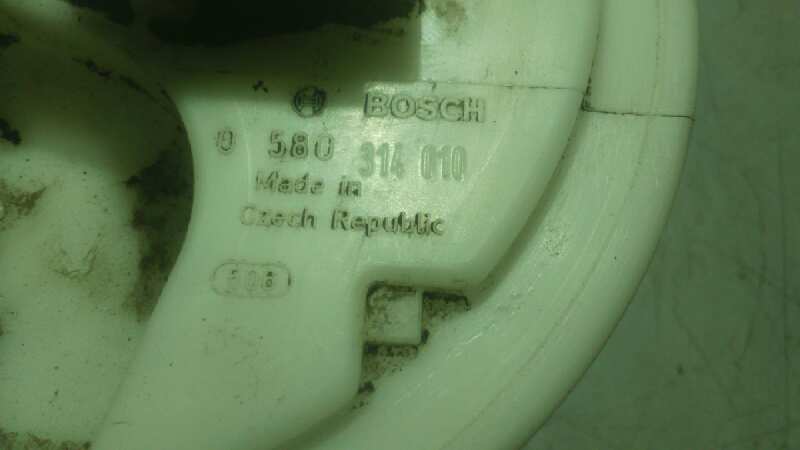 BOSCH
0 580 314 010
Made in
Czech Republic